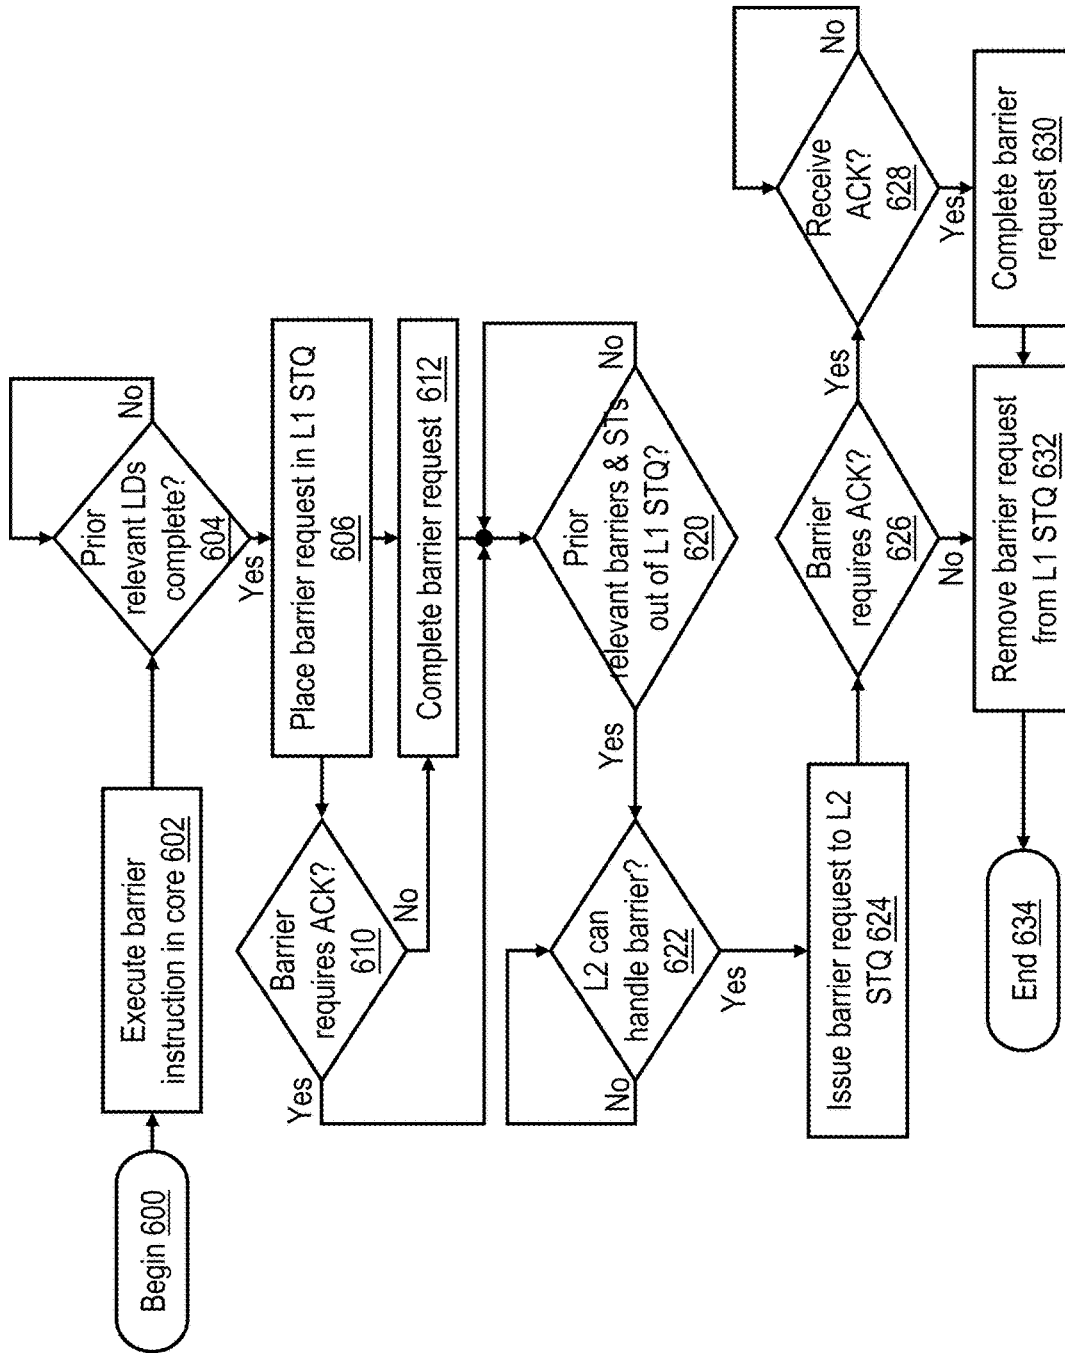 Begin 600
Execute barrier
instruction in core 602
Prior
relevant LDs
complete?
604
No
Yes
Place barrier request in L1 STQ
606
Barrier
requires ACK?
610
Yes
No
Complete barrier request 612
Prior
relevant barriers & STs
out of L1 STQ?
620
No
Yes
L2 can
handle barrier?
622
No
Yes
Issue barrier request to L2
STQ 624
Barrier
requires ACK?
626
Yes
No
Receive
ACK?
628
No
Yes
Complete barrier
request 630
Remove barrier request
from L1 STQ 632
End 634